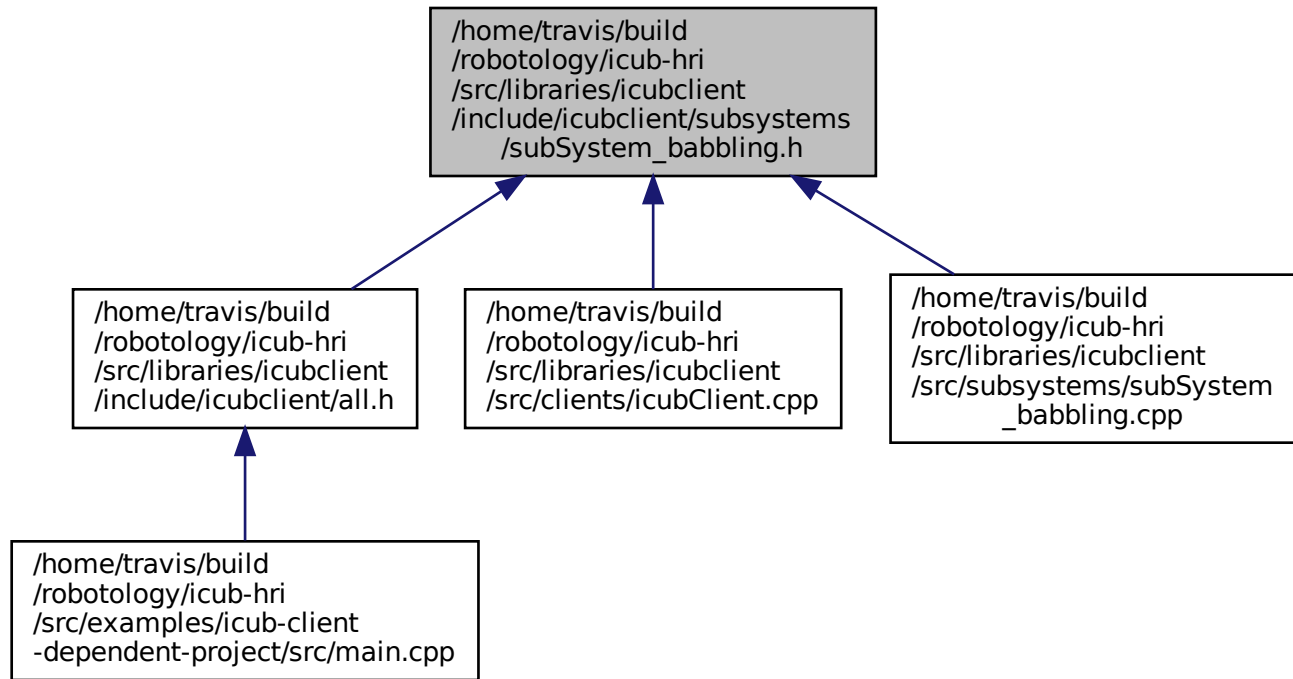 /home/travis/build
/robotology/icub-hri
/src/libraries/icubclient
/include/icubclient/subsystems
/subSystem_babbling.h
/home/travis/build
/robotology/icub-hri
/src/libraries/icubclient
/include/icubclient/all.h
/home/travis/build
/robotology/icub-hri
/src/libraries/icubclient
/src/clients/icubClient.cpp
/home/travis/build
/robotology/icub-hri
/src/libraries/icubclient
/src/subsystems/subSystem
_babbling.cpp
/home/travis/build
/robotology/icub-hri
/src/examples/icub-client
-dependent-project/src/main.cpp